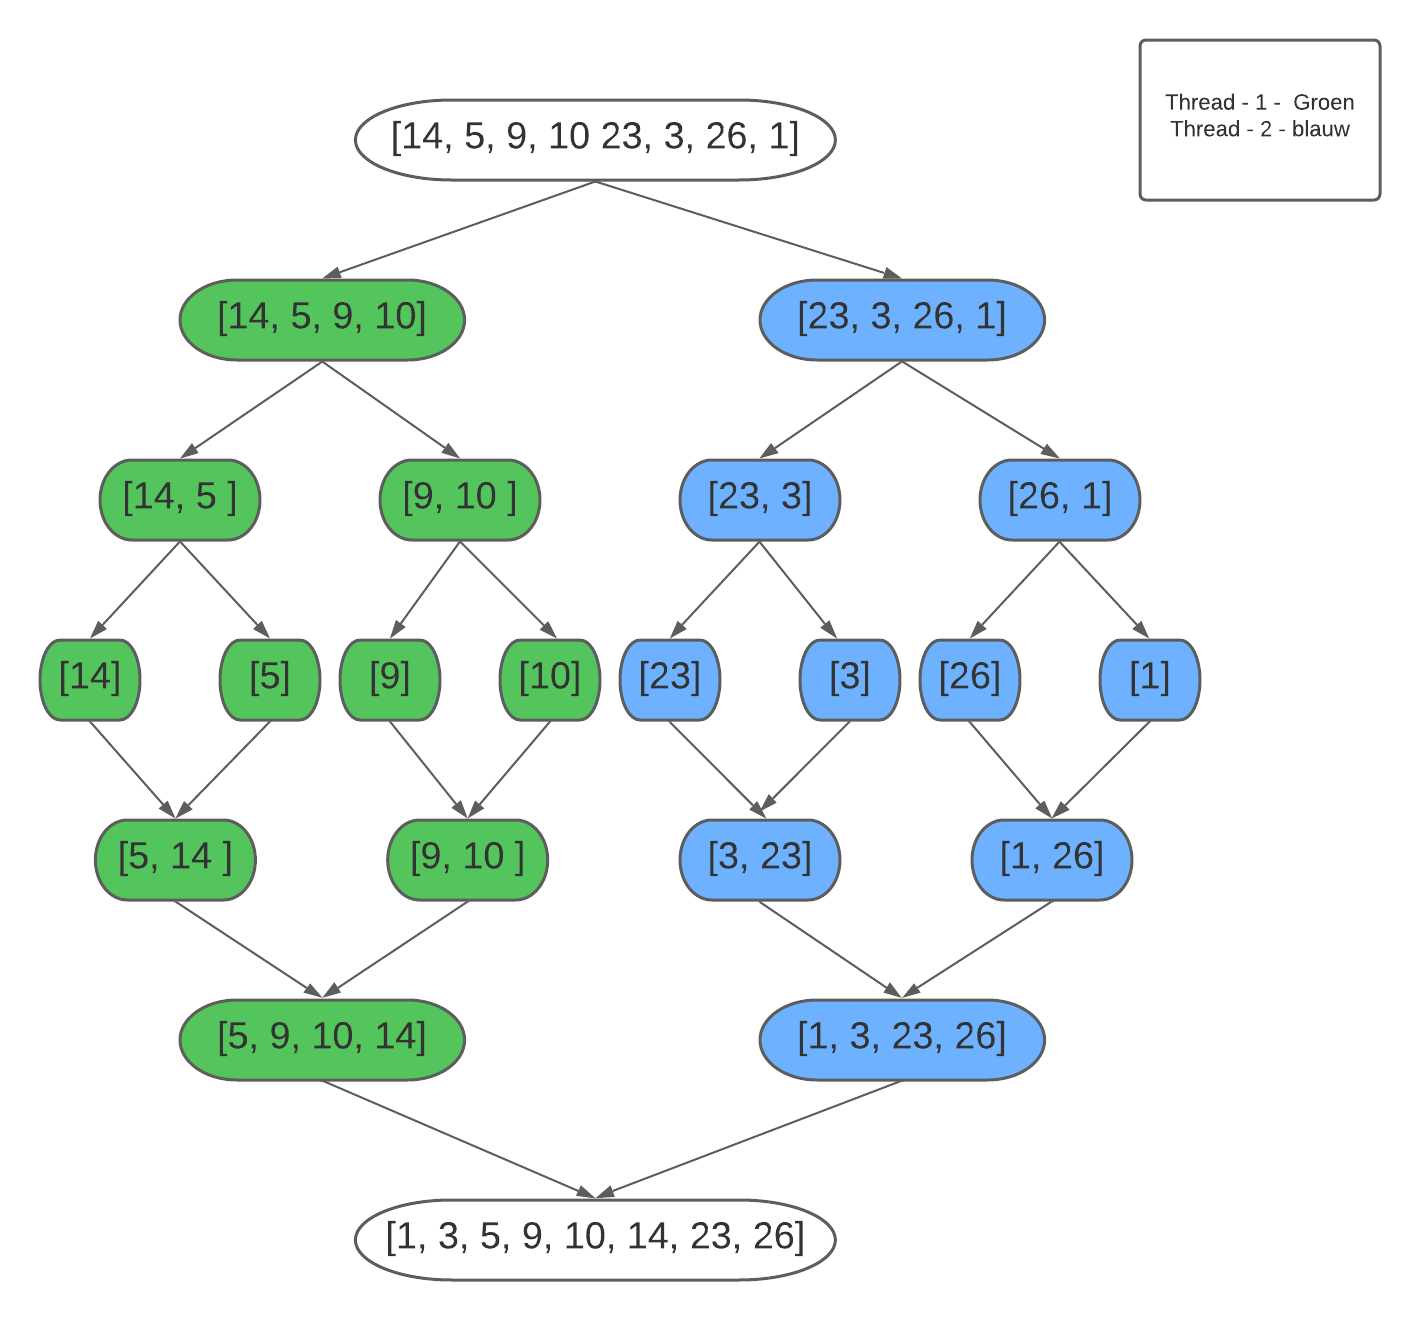 Thread - 1 -  Groen
Thread - 2 - blauw
[14, 5, 9, 10 23, 3, 26, 1]
[14, 5, 9, 10]
[23, 3, 26, 1]
[14, 5 ]
[9, 10 ]
[23, 3]
[26, 1]
[14]
[5]
[9]
[10]
[23]
[3]
[26]
[1]
[5, 14 ]
[9, 10 ]
[3, 23]
[1, 26]
[5, 9, 10, 14]
[1, 3, 23, 26]
[1, 3, 5, 9, 10, 14, 23, 26]